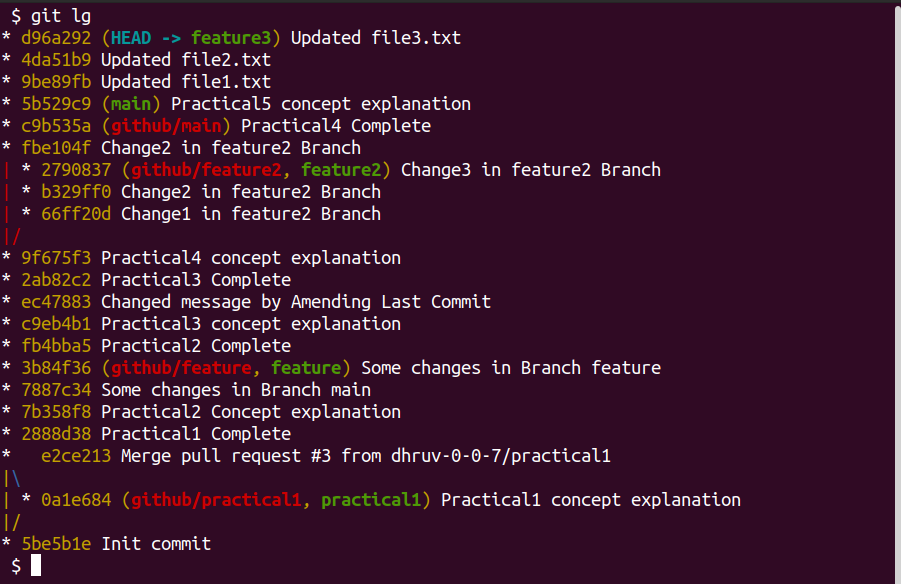 $ git lg
* d96a292 (HEAD -> feature3) Updated file3.txt
* 4da51b9 Updated file2.txt
* 9be89fb Updated file1.txt
* 5b529c9 (main) Practical5 concept explanation
* c9b535a (github/main) Practical4 Complete
* fbe104f Change2 in feature2 Branch
| * 2790837 (github/feature2, feature2) Change3 in feature2 Branch
| * b329ff0 Change2 in feature2 Branch
| * 66ff20d Change1 in feature2 Branch
|/
* 9f675f3 Practical4 concept explanation
* 2ab82c2 Practical3 Complete
* ec47883 Changed message by Amending Last Commit
* c9eb4b1 Practical3 concept explanation
* fb4bba5 Practical2 Complete
* 3b84f36 (github/feature, feature) Some changes in Branch feature
* 7887c34 Some changes in Branch main
* 7b358f8 Practical2 Concept explanation
* 2888d38 Practical1 Complete
*   e2ce213 Merge pull request #3 from dhruv-0-0-7/practical1
|\
| * 0a1e684 (github/practical1, practical1) Practical1 concept explanation
|/
* 5be5b1e Init commit
$